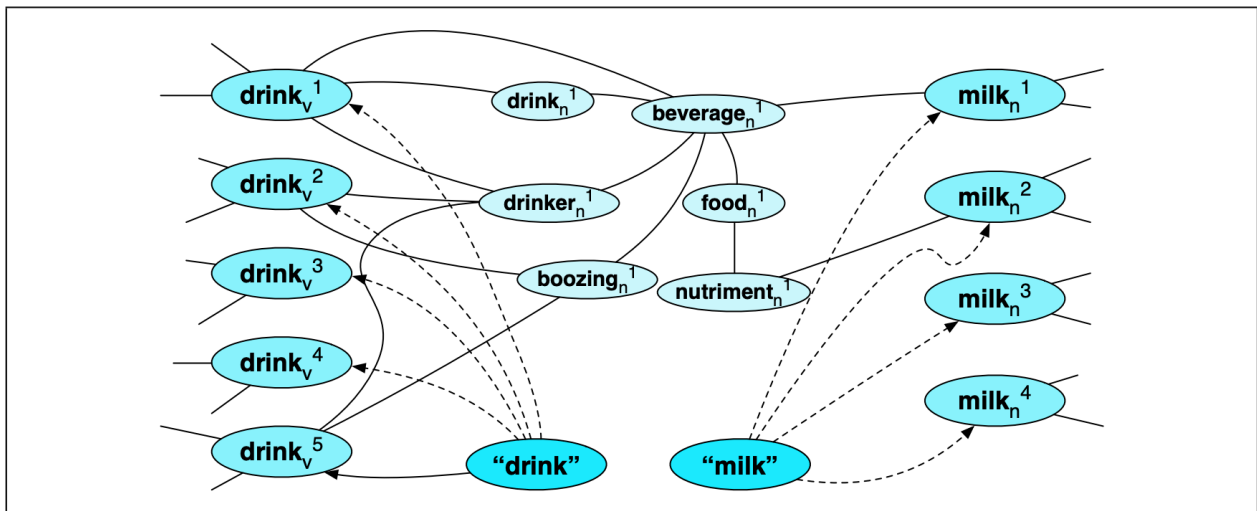 drink_v^1
drink_n^1
beverage_n^1
milk_n^1
drink_v^2
drinker_n^1
food_n^1
milk_n^2
drink_v^3
boozing_n^1
nutriment_n^1
milk_n^3
drink_v^4
milk_n^4
drink_v^5
“drink”
“milk”